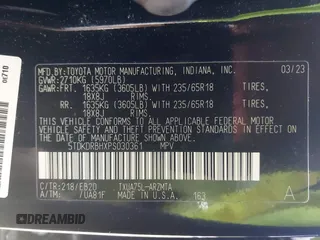 MFD.BY:TOYOTA MOTOR MANUFACTURING, INDIANA, INC.
GVWR:2710KG (5970LB) 03/23
GAWR:FRT. 1635KG (3605LB) WITH 235/65R18 TIRES,
18X8J RIMS
RR. 1635KG (3605LB) WITH 235/65R18 TIRES,
18X8J RIMS
THIS VEHICLE CONFORMS TO ALL APPLICABLE FEDERAL
MOTOR VEHICLE SAFETY AND THEFT PREVENTION
STANDARDS IN EFFECT ON THE DATE OF
MANUFACTURE SHOWN ABOVE.
5TDKDRBHXPS030361 MPV
C/TR:218/EB20 TXUA75L-ARZMTA
A/TM: /UA81F MADE IN U.S.A. 163 A
DREAMBID